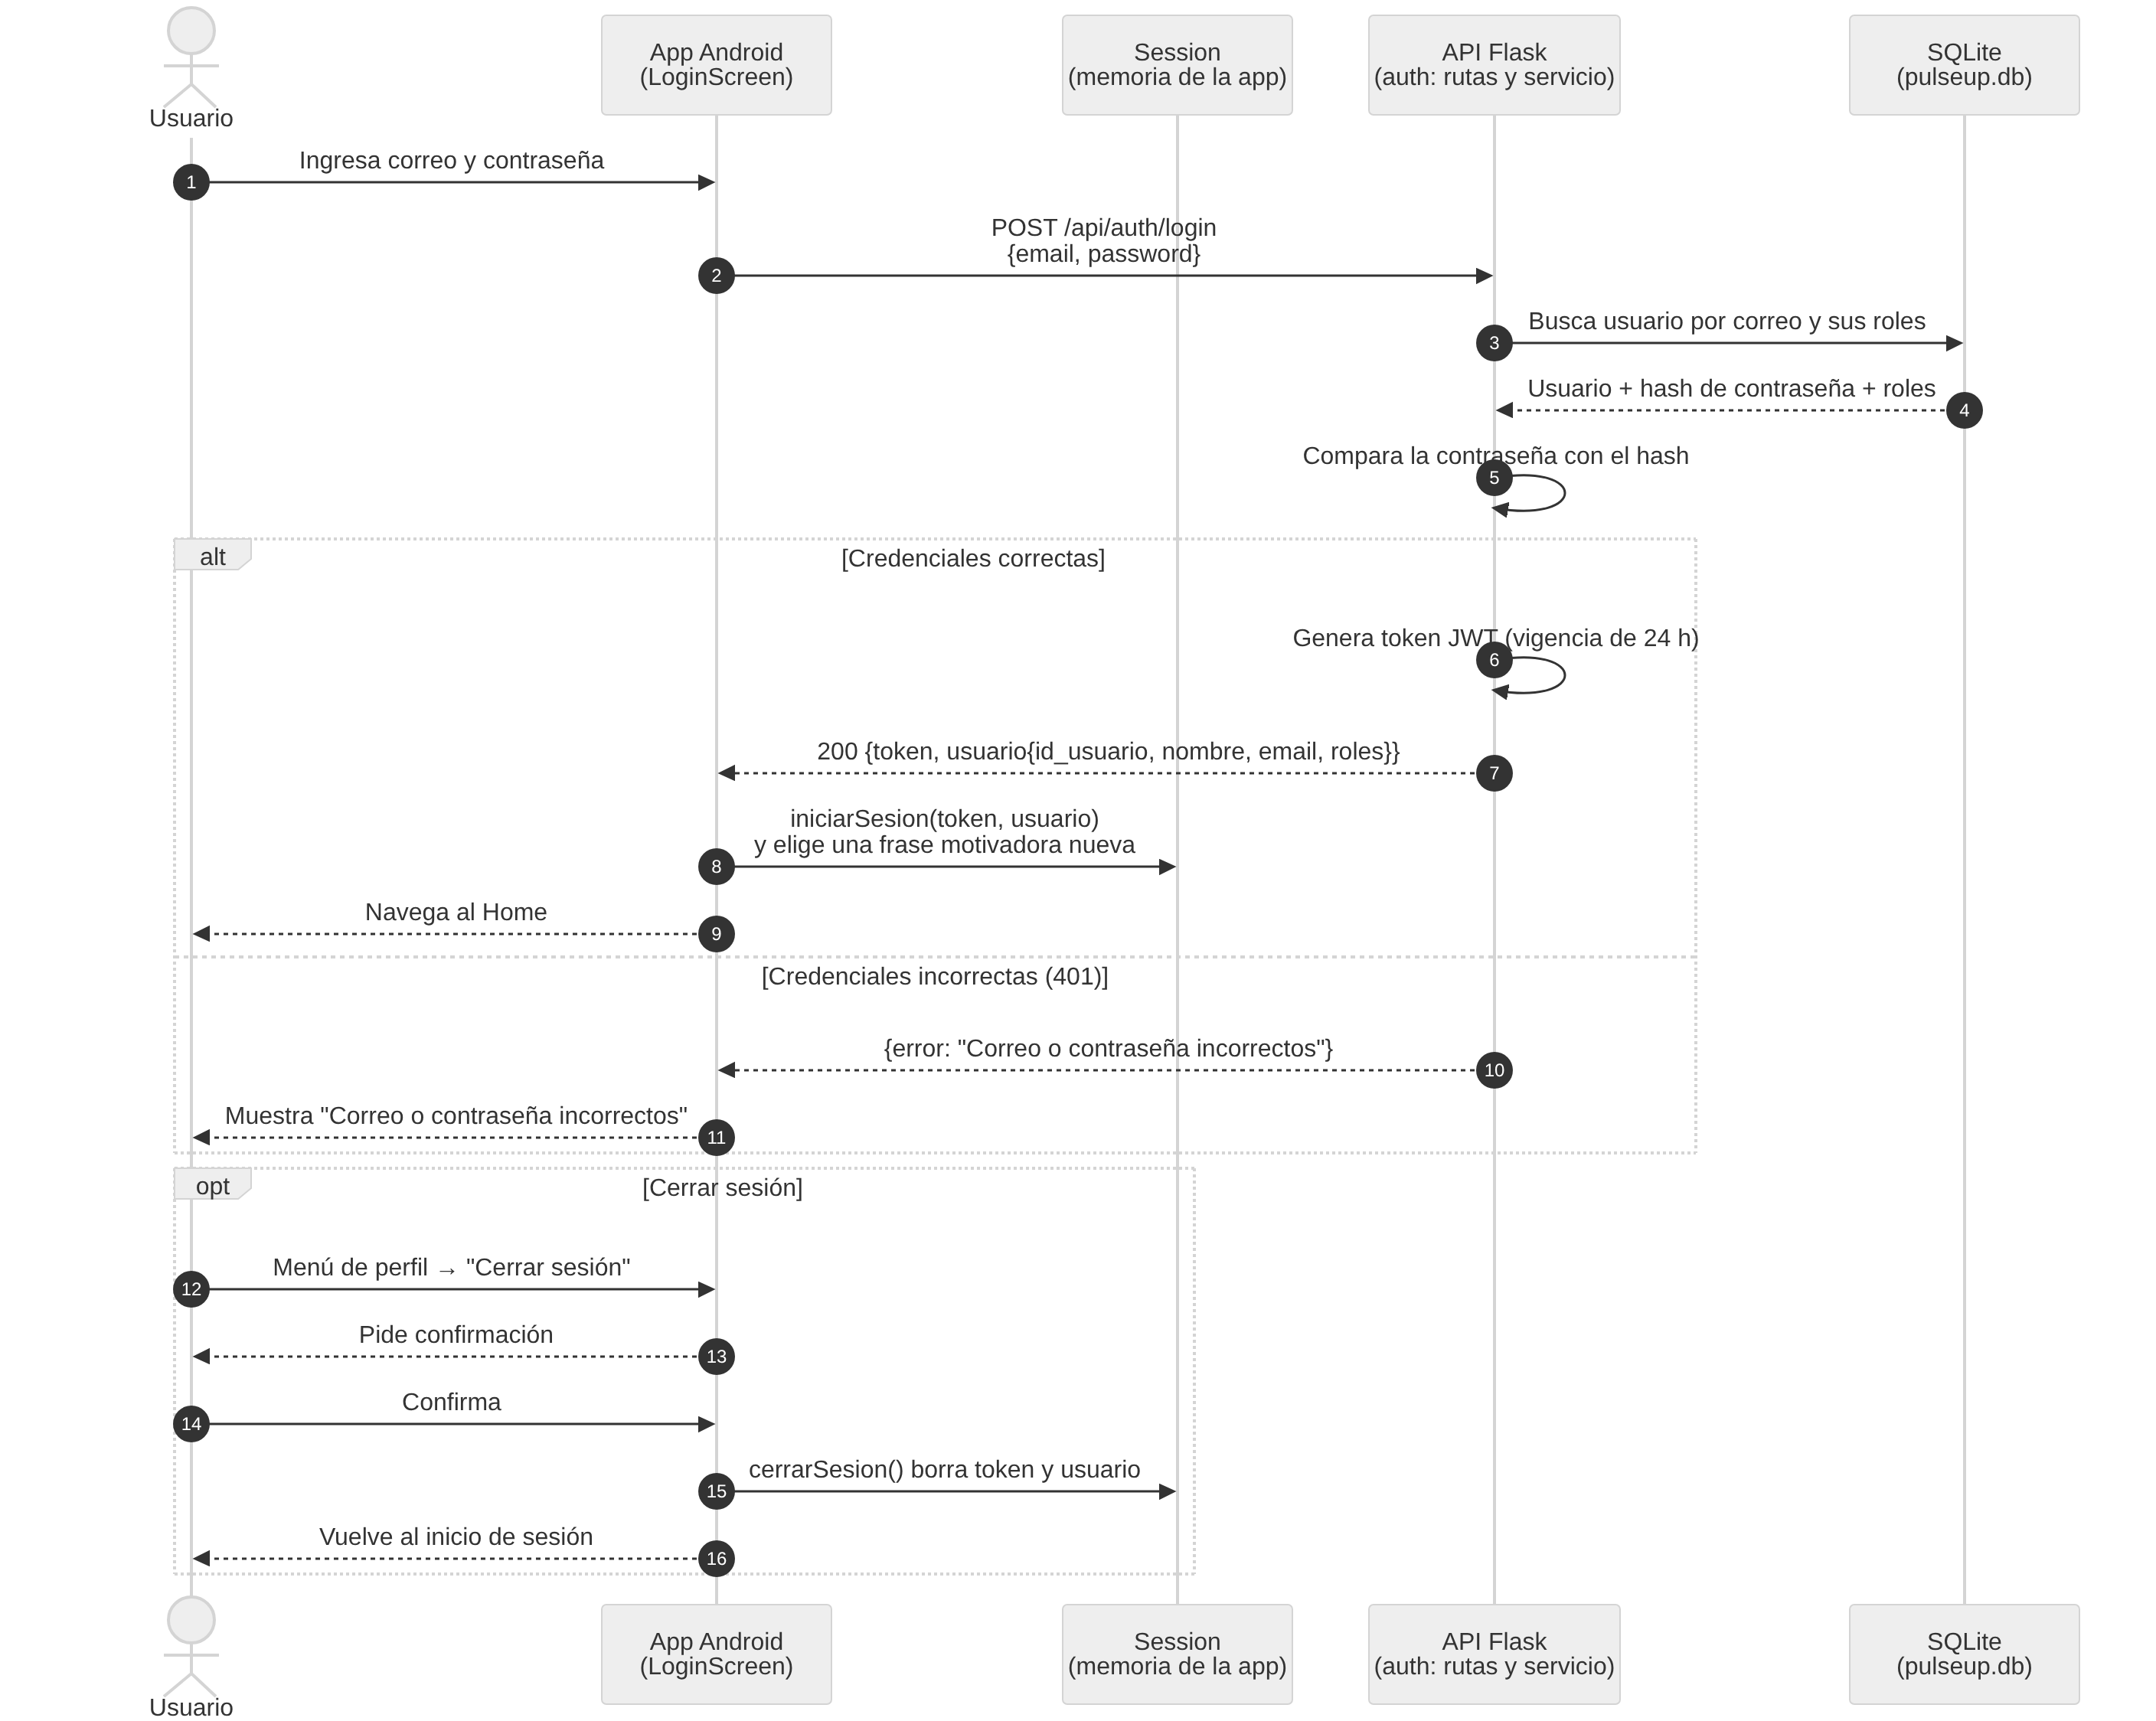 Usuario
App Android
(LoginScreen)
Session
(memoria de la app)
API Flask
(auth: rutas y servicio)
SQLite
(pulseup.db)
Ingresa correo y contraseña
1
POST /api/auth/login
{email, password}
2
Busca usuario por correo y sus roles
3
Usuario + hash de contraseña + roles
4
Compara la contraseña con el hash
5
alt
[Credenciales correctas]
Genera token JWT (vigencia de 24 h)
6
200 {token, usuario{id_usuario, nombre, email, roles}}
7
iniciarSesion(token, usuario)
y elige una frase motivadora nueva
8
Navega al Home
9
[Credenciales incorrectas (401)]
{error: "Correo o contraseña incorrectos"}
10
Muestra "Correo o contraseña incorrectos"
11
opt
[Cerrar sesión]
Menú de perfil → "Cerrar sesión"
12
Pide confirmación
13
Confirma
14
cerrarSesion() borra token y usuario
15
Vuelve al inicio de sesión
16
Usuario
App Android
(LoginScreen)
Session
(memoria de la app)
API Flask
(auth: rutas y servicio)
SQLite
(pulseup.db)